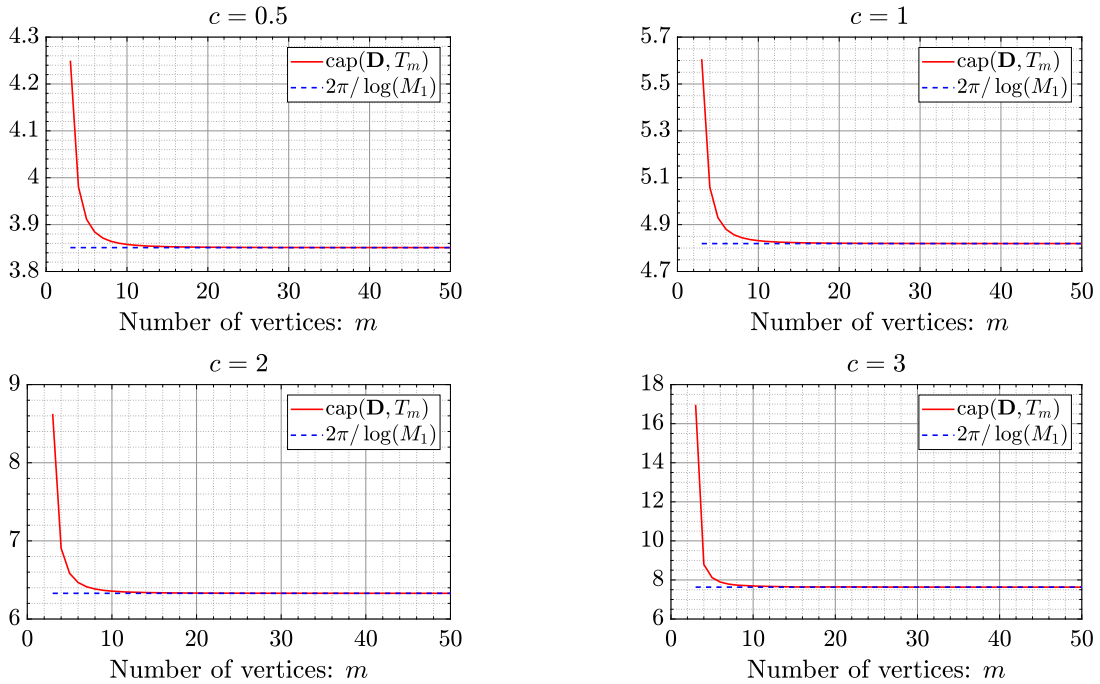 c = 0.5
4.3
4.2
4.1
4
3.9
3.8
cap(D, T_m)
2π/ log(M_1)
0 10 20 30 40 50
Number of vertices: m
c = 1
5.7
5.5
5.3
5.1
4.9
4.7
cap(D, T_m)
2π/ log(M_1)
0 10 20 30 40 50
Number of vertices: m
c = 2
9
8
7
6
cap(D, T_m)
2π/ log(M_1)
0 10 20 30 40 50
Number of vertices: m
c = 3
18
16
14
12
10
8
6
cap(D, T_m)
2π/ log(M_1)
0 10 20 30 40 50
Number of vertices: m